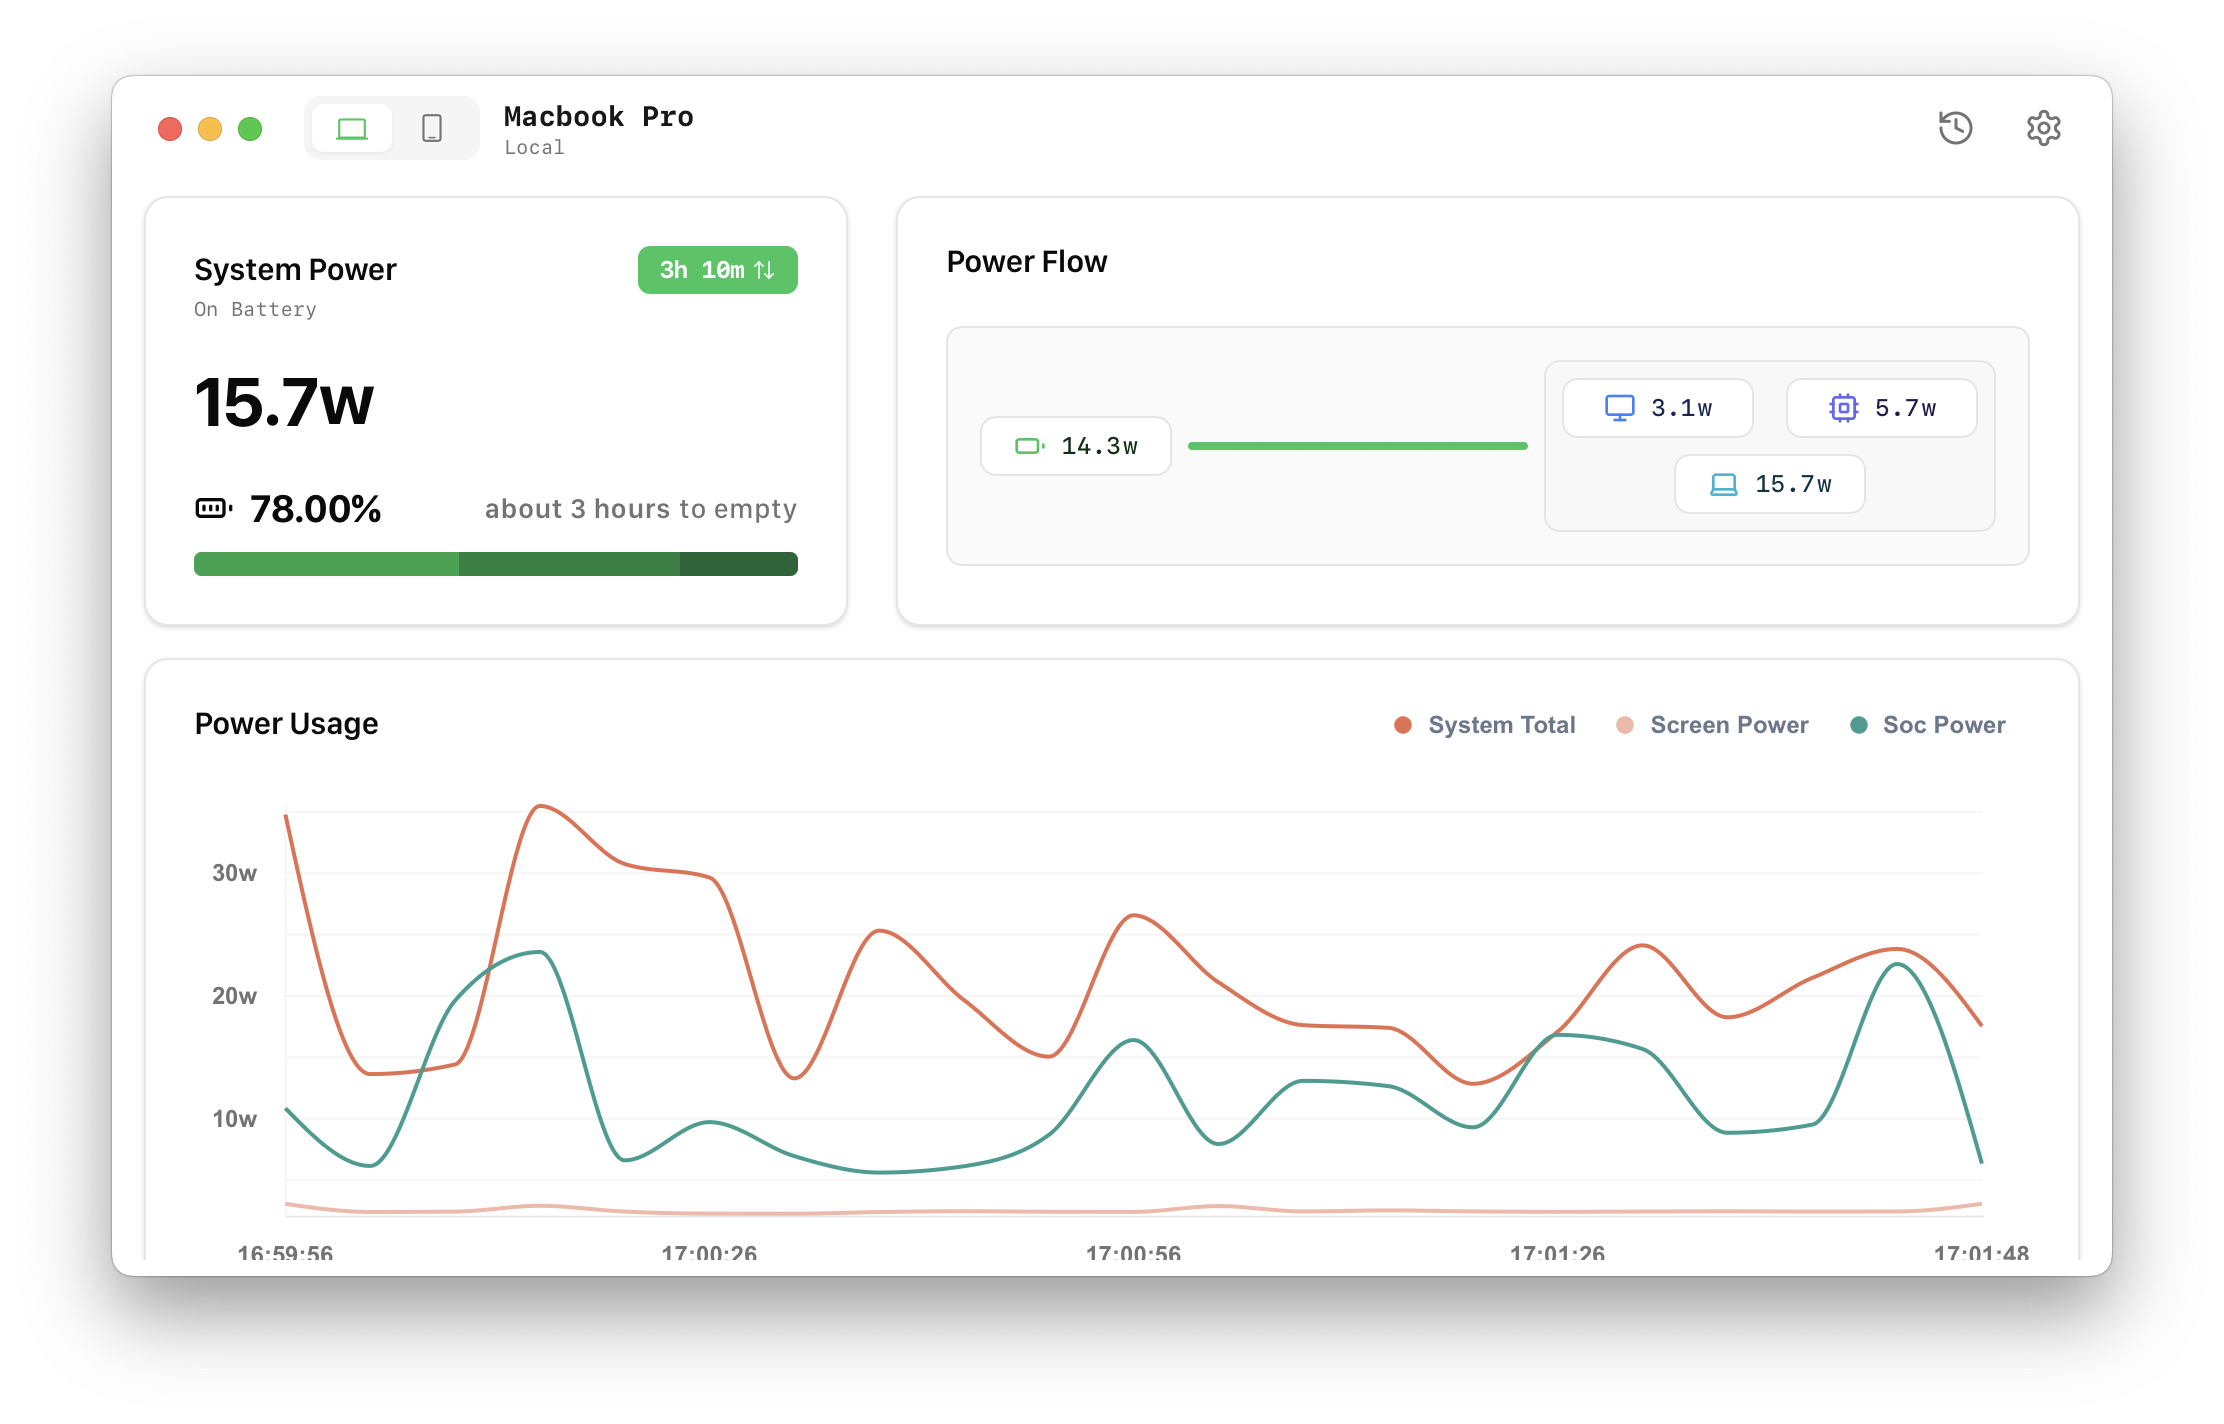 Macbook Pro
Local
System Power
3h 10m
On Battery
15.7w
78.00%
about 3 hours to empty
Power Flow
14.3w
3.1w
5.7w
15.7w
Power Usage
System Total
Screen Power
Soc Power
30w
20w
10w
16:59:56
17:00:26
17:00:56
17:01:26
17:01:48